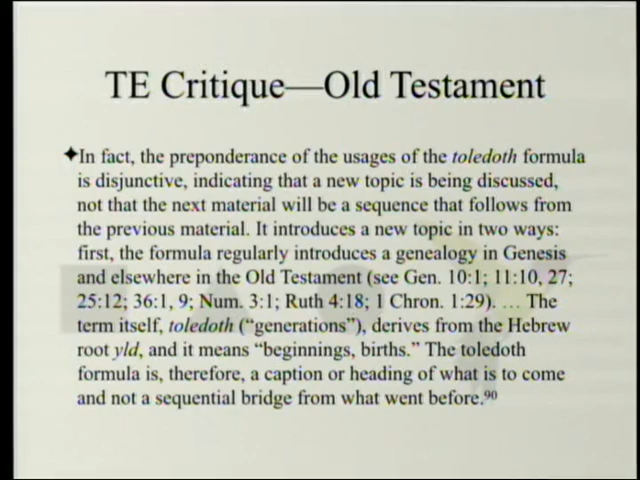 TE Critique—Old Testament
✦In fact, the preponderance of the usages of the toledoth formula
is disjunctive, indicating that a new topic is being discussed,
not that the next material will be a sequence that follows from
the previous material. It introduces a new topic in two ways:
first, the formula regularly introduces a genealogy in Genesis
and elsewhere in the Old Testament (see Gen. 10:1; 11:10, 27;
25:12; 36:1, 9; Num. 3:1; Ruth 4:18; 1 Chron. 1:29). … The
term itself, toledoth (“generations”), derives from the Hebrew
root yld, and it means “beginnings, births.” The toledoth
formula is, therefore, a caption or heading of what is to come
and not a sequential bridge from what went before.90